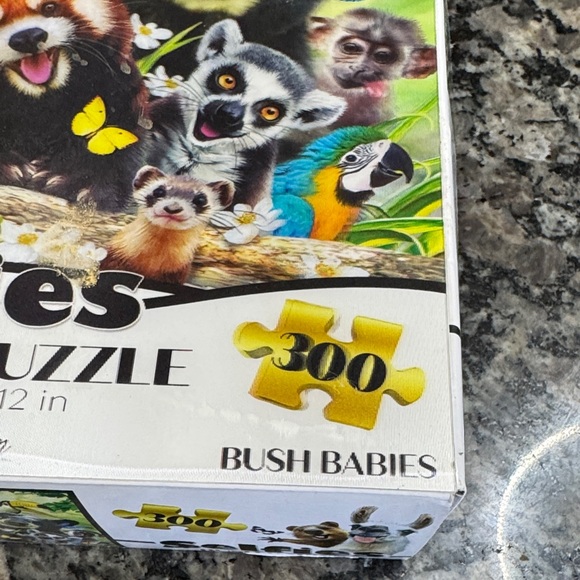 ies
UZZLE
12 in
300
BUSH BABIES
300